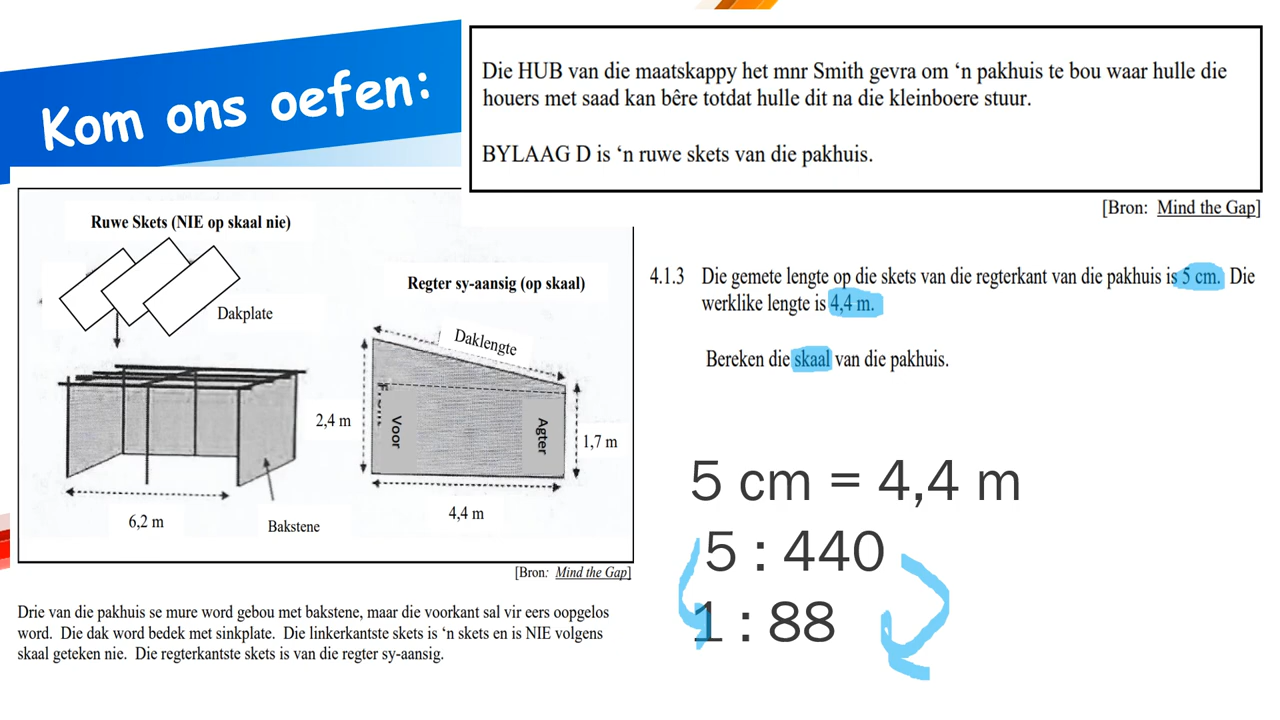 Kom ons oefen:
Die HUB van die maatskappy het mnr Smith gevra om ‘n pakhuis te bou waar hulle die
houers met saad kan bêre totdat hulle dit na die kleinboere stuur.
BYLAAG D is ‘n ruwe skets van die pakhuis.
[Bron: Mind the Gap]
Ruwe Skets (NIE op skaal nie)
Dakplate
6,2 m
Bakstene
Regter sy-aansig (op skaal)
Daklengte
2,4 m
Voor
Agter
1,7 m
4,4 m
[Bron: Mind the Gap]
Drie van die pakhuis se mure word gebou met bakstene, maar die voorkant sal vir eers oopgelos
word. Die dak word bedek met sinkplate. Die linkerkantste skets is ‘n skets en is NIE volgens
skaal geteken nie. Die regterkantste skets is van die regter sy-aansig.
4.1.3 Die gemete lengte op die skets van die regterkant van die pakhuis is 5 cm. Die
werklike lengte is 4,4 m.
Bereken die skaal van die pakhuis.
5 cm = 4,4 m
5 : 440
1 : 88